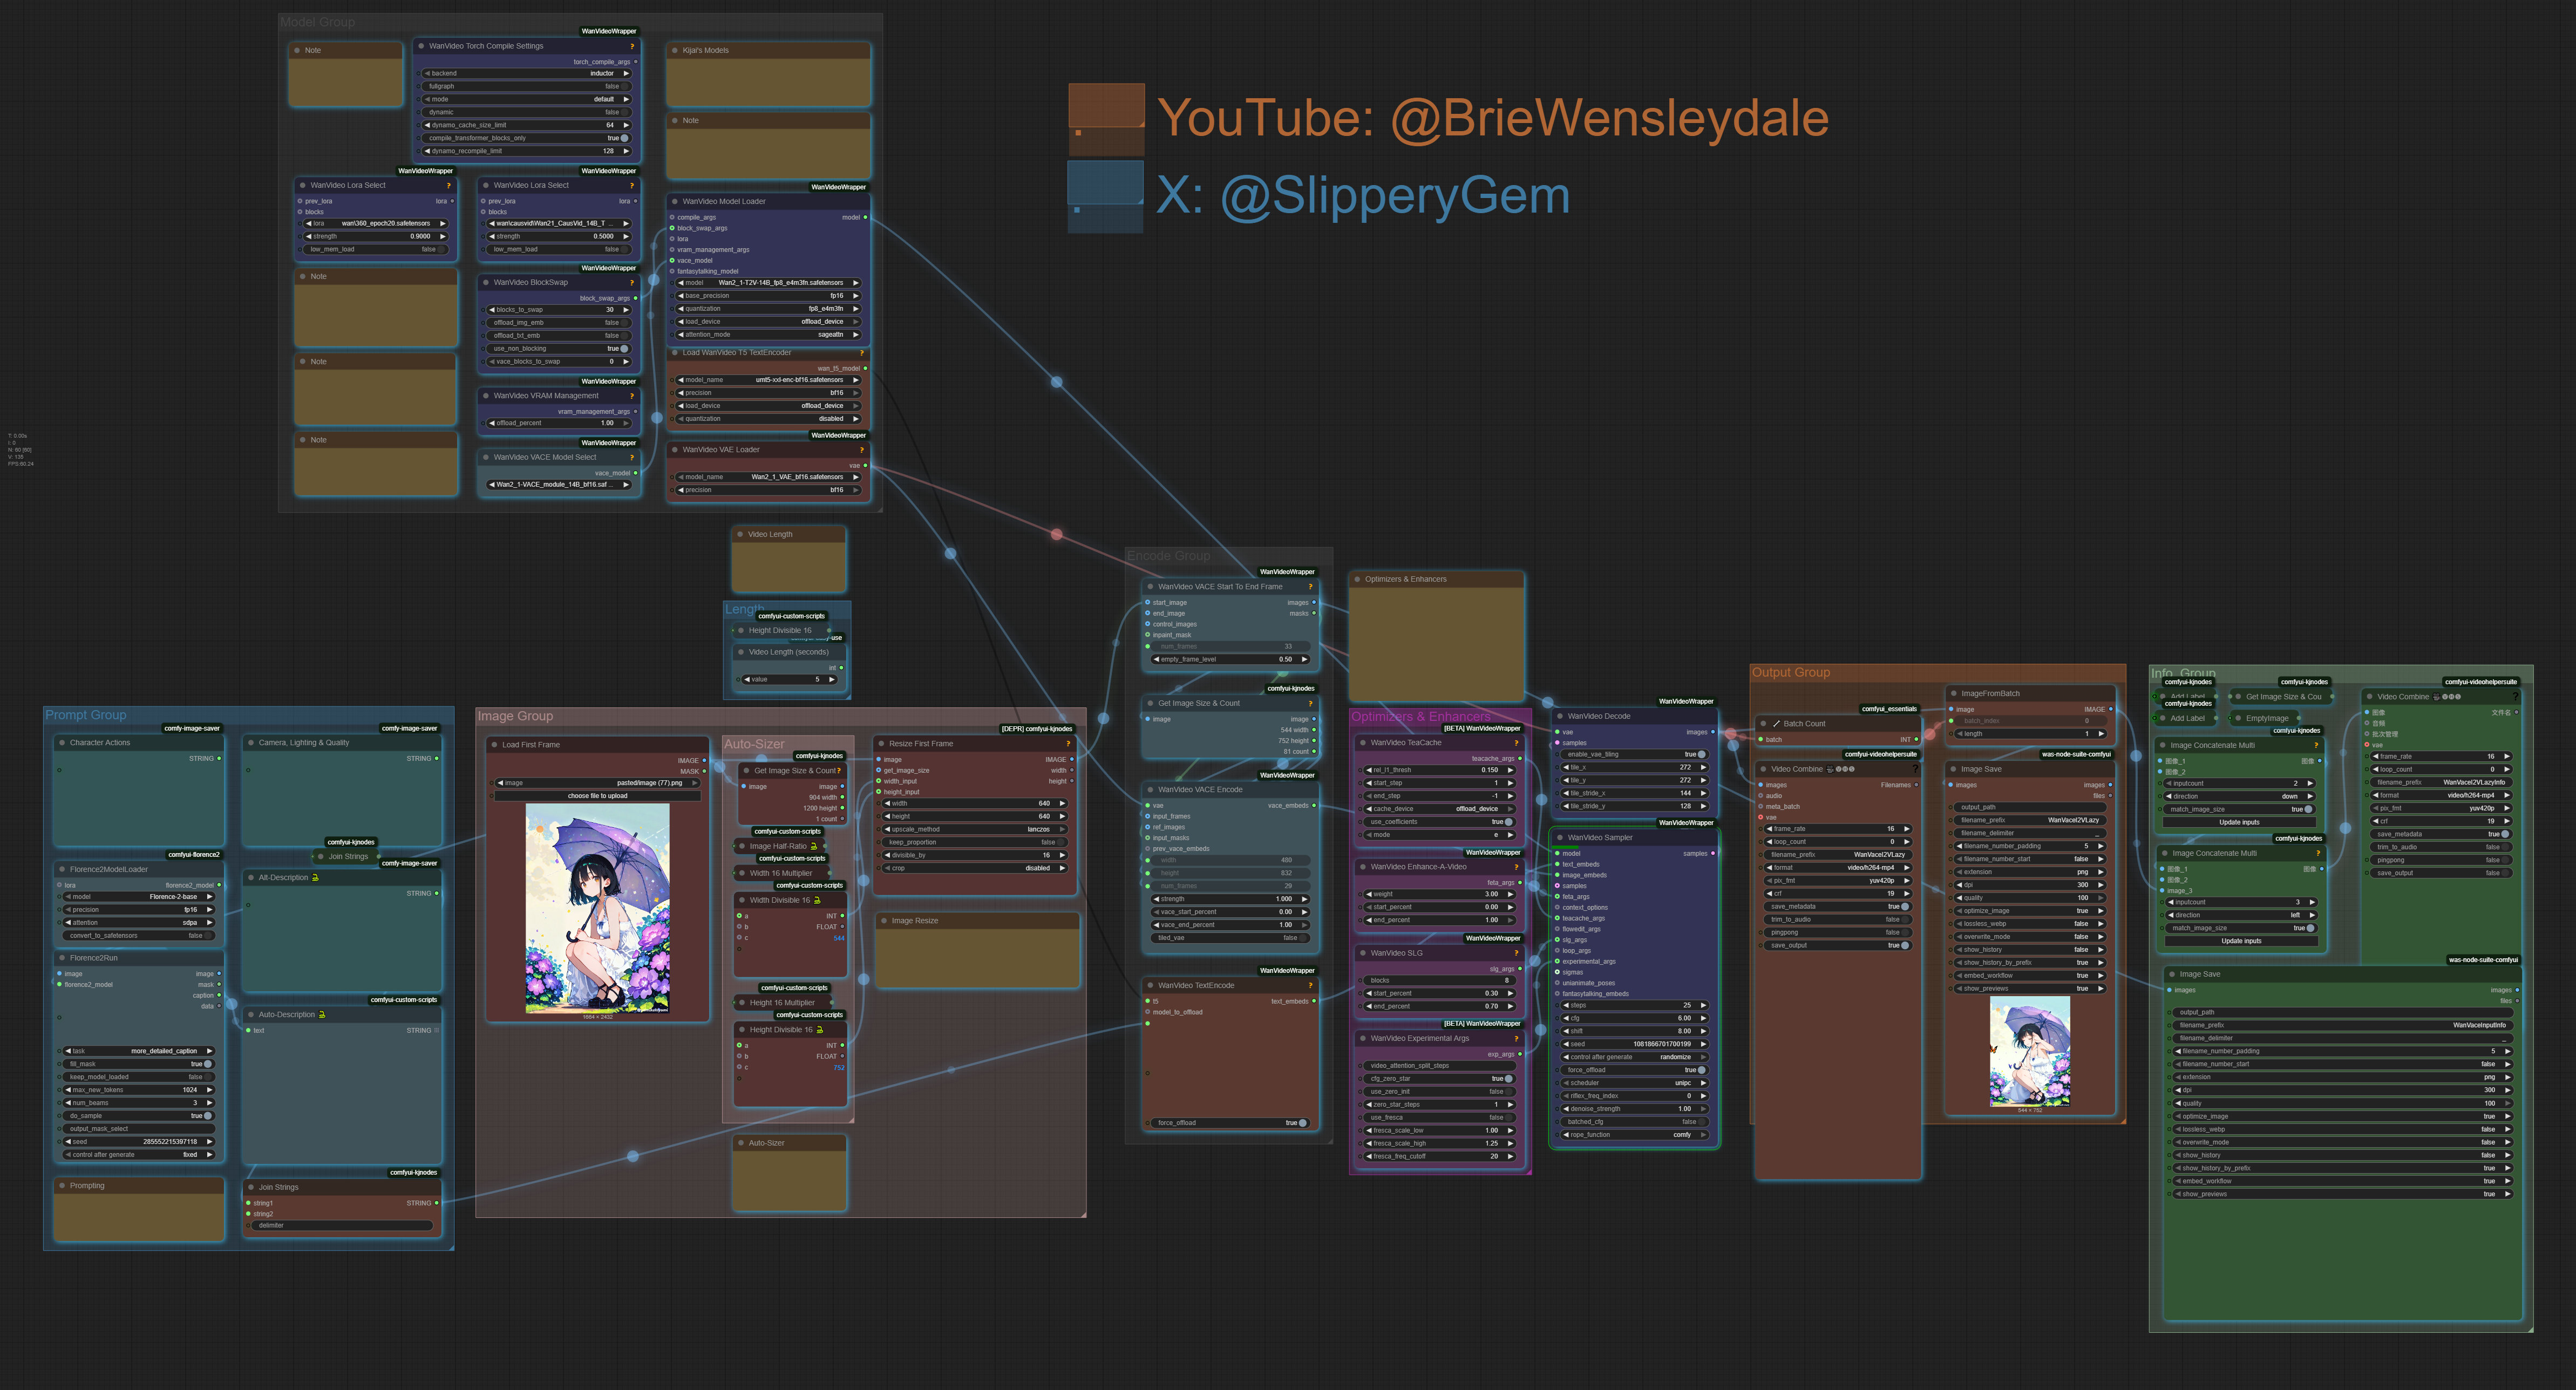 Model Group
Note
WanVideoWrapper
WanVideo Torch Compile Settings
?
torch_compile_args
backend inductor
fullgraph false
mode default
dynamic false
dynamo_cache_size_limit 64
compile_transformer_blocks_only true
dynamo_recompile_limit 128
Kijai's Models
Note
WanVideoWrapper
WanVideo Lora Select ?
prev_lora lora
blocks
lora wan\360_epoch20.safetensors
strength 0.9000
low_mem_load false
WanVideoWrapper
WanVideo Lora Select ?
prev_lora lora
blocks
wan\causvid\Wan21_CausVid_14B_T ...
strength 0.5000
low_mem_load false
WanVideoWrapper
WanVideo Model Loader
compile_args model
block_swap_args
lora
vram_management_args
vace_model
fantasytalking_model
model Wan2_1-T2V-14B_fp8_e4m3fn.safetensors
base_precision fp16
quantization fp8_e4m3fn
load_device offload_device
attention_mode sageattn
Note
Note
Note
WanVideoWrapper
WanVideo BlockSwap ?
block_swap_args
blocks_to_swap 30
offload_img_emb false
offload_txt_emb false
use_non_blocking true
vace_blocks_to_swap 0
WanVideoWrapper
WanVideo VRAM Management ?
vram_management_args
offload_percent 1.00
WanVideoWrapper
WanVideo VACE Model Select ?
vace_model
Wan2_1-VACE_module_14B_bf16.saf ...
Load WanVideo T5 TextEncoder ?
wan_t5_model
model_name umt5-xxl-enc-bf16.safetensors
precision bf16
load_device offload_device
quantization disabled
WanVideoWrapper
WanVideo VAE Loader ?
vae
model_name Wan2_1_VAE_bf16.safetensors
precision bf16
YouTube: @BrieWensleydale
X: @SlipperyGem
T: 0.00s
I: 0
N: 60 [60]
V: 135
FPS:60.24
Video Length
Length
comfyui-custom-scripts
Height Divisible 16
Video Length (seconds)
int
value 5
Prompt Group
comfy-image-saver
Character Actions
STRING
comfy-image-saver
Camera, Lighting & Quality
STRING
comfyui-kjnodes
Join Strings
comfyui-florence2
Florence2ModelLoader
lora florence2_model
model Florence-2-base
precision fp16
attention sdpa
convert_to_safetensors false
comfy-image-saver
Alt-Description
STRING
Florence2Run
image image
florence2_model mask
caption
data
task more_detailed_caption
fill_mask true
keep_model_loaded false
max_new_tokens 1024
num_beams 3
do_sample true
output_mask_select
seed 285552215397118
control after generate fixed
comfyui-custom-scripts
Auto-Description
text STRING
Prompting
comfyui-kjnodes
Join Strings
string1 STRING
string2
delimiter
Image Group
Load First Frame
IMAGE
MASK
image pasted/image (77).png
choose file to upload
1664 × 2432
Auto-Sizer
comfyui-kjnodes
Get Image Size & Count ?
image image
904 width
1200 height
1 count
comfyui-custom-scripts
Image Half-Ratio
comfyui-custom-scripts
Width 16 Multiplier
comfyui-custom-scripts
Width Divisible 16
a INT
b FLOAT
c 544
comfyui-custom-scripts
Height 16 Multiplier
comfyui-custom-scripts
Height Divisible 16
a INT
b FLOAT
c 752
Auto-Sizer
[DEPR] comfyui-kjnodes
Resize First Frame ?
image IMAGE
get_image_size width
width_input height
height_input
width 640
height 640
upscale_method lanczos
keep_proportion false
divisible_by 16
crop disabled
Image Resize
Encode Group
WanVideoWrapper
WanVideo VACE Start To End Frame ?
start_image images
end_image masks
control_images
inpaint_mask
num_frames 33
empty_frame_level 0.50
comfyui-kjnodes
Get Image Size & Count ?
image image
544 width
752 height
81 count
WanVideoWrapper
WanVideo VACE Encode ?
vae vace_embeds
input_frames
ref_images
input_masks
prev_vace_embeds
width 480
height 832
num_frames 29
strength 1.000
vace_start_percent 0.00
vace_end_percent 1.00
tiled_vae false
WanVideoWrapper
WanVideo TextEncode ?
t5 text_embeds
model_to_offload
force_offload true
Optimizers & Enhancers
Optimizers & Enhancers
[BETA] WanVideoWrapper
WanVideo TeaCache ?
teacache_args
rel_l1_thresh 0.150
start_step 1
end_step -1
cache_device offload_device
use_coefficients true
mode e
WanVideoWrapper
WanVideo Enhance-A-Video ?
feta_args
weight 3.00
start_percent 0.00
end_percent 1.00
WanVideoWrapper
WanVideo SLG ?
slg_args
blocks 8
start_percent 0.30
end_percent 0.70
[BETA] WanVideoWrapper
WanVideo Experimental Args ?
exp_args
video_attention_split_steps
cfg_zero_star true
use_zero_init false
zero_star_steps 1
use_fresca false
fresca_scale_low 1.00
fresca_scale_high 1.25
fresca_freq_cutoff 20
WanVideoWrapper
WanVideo Decode
vae images
samples
enable_vae_tiling true
tile_x 272
tile_y 272
tile_stride_x 144
tile_stride_y 128
WanVideoWrapper
WanVideo Sampler
model samples
text_embeds
image_embeds
samples
feta_args
context_options
teacache_args
flowedit_args
slg_args
loop_args
experimental_args
sigmas
unianimate_poses
fantasytalking_embeds
steps 25
cfg 6.00
shift 8.00
seed 1081866701700199
control after generate randomize
force_offload true
scheduler unipc
riflex_freq_index 0
denoise_strength 1.00
batched_cfg false
rope_function comfy
Output Group
comfyui_essentials
Batch Count
batch INT
comfyui-videohelpersuite
Video Combine ?
images Filenames
audio
meta_batch
vae
frame_rate 16
loop_count 0
filename_prefix WanVaceI2VLazy
format video/h264-mp4
pix_fmt yuv420p
crf 19
save_metadata true
trim_to_audio false
pingpong false
save_output true
ImageFromBatch
image IMAGE
batch_index 0
length 1
was-node-suite-comfyui
Image Save
images images
files
output_path
filename_prefix WanVaceI2VLazy
filename_delimiter _
filename_number_padding 5
filename_number_start false
extension png
dpi 300
quality 100
optimize_image true
lossless_webp false
overwrite_mode false
show_history false
show_history_by_prefix true
embed_workflow true
show_previews true
544 × 752
Info. Group
comfyui-kjnodes
Add Label
comfyui-kjnodes
Add Label
comfyui-kjnodes
Get Image Size & Cou
EmptyImage
comfyui-kjnodes
Image Concatenate Multi ?
图像_1 图像
图像_2
inputcount 2
direction down
match_image_size true
Update inputs
comfyui-kjnodes
Image Concatenate Multi ?
图像_1 图像
图像_2
image_3
inputcount 3
direction left
match_image_size true
Update inputs
comfyui-videohelpersuite
Video Combine ?
图像 文件名
音频
批次管理
vae
frame_rate 16
loop_count 0
filename_prefix WanVaceI2VLazyInfo
format video/h264-mp4
pix_fmt yuv420p
crf 19
save_metadata true
trim_to_audio false
pingpong false
save_output false
was-node-suite-comfyui
Image Save
images images
files
output_path
filename_prefix WanVaceInputInfo
filename_delimiter _
filename_number_padding 5
filename_number_start false
extension png
dpi 300
quality 100
optimize_image true
lossless_webp false
overwrite_mode false
show_history false
show_history_by_prefix true
embed_workflow true
show_previews true